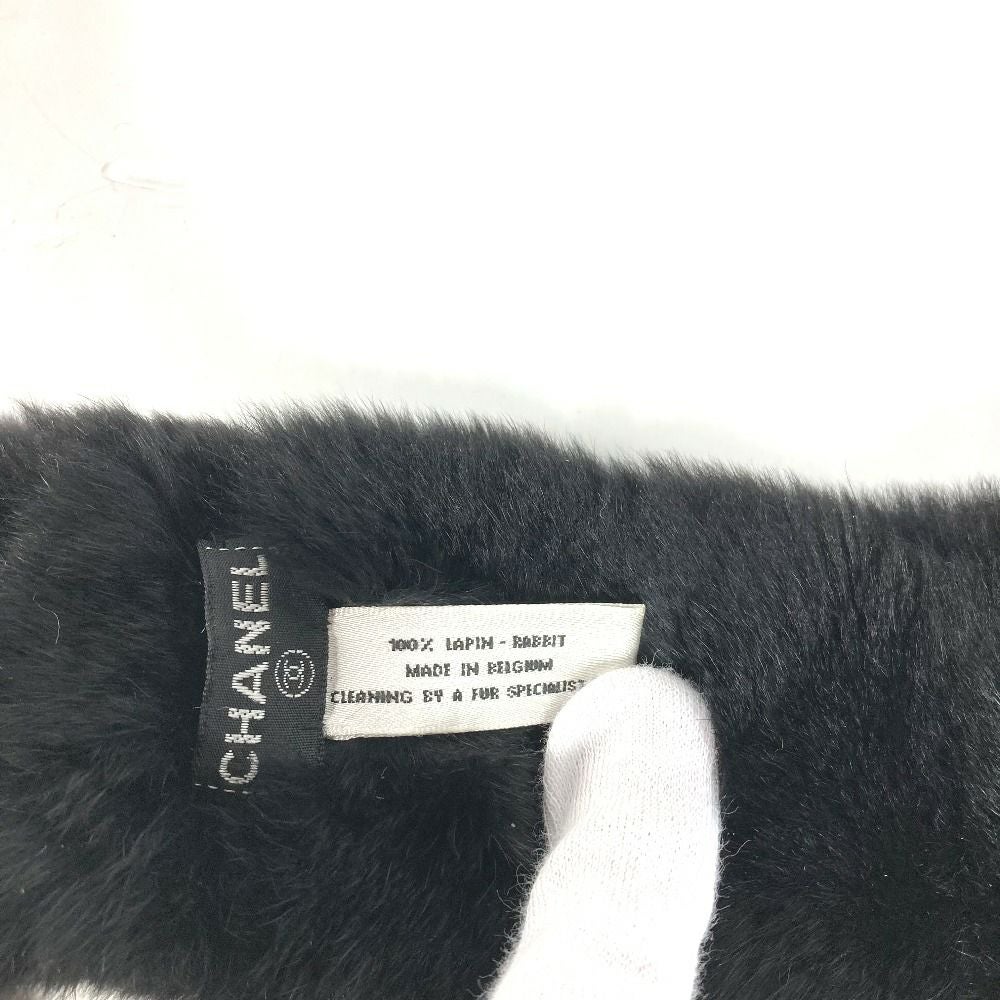 CHANEL
100% LAPIN - RABBIT
MADE IN BELGIUM
CLEANING BY A FUR SPECIALIST